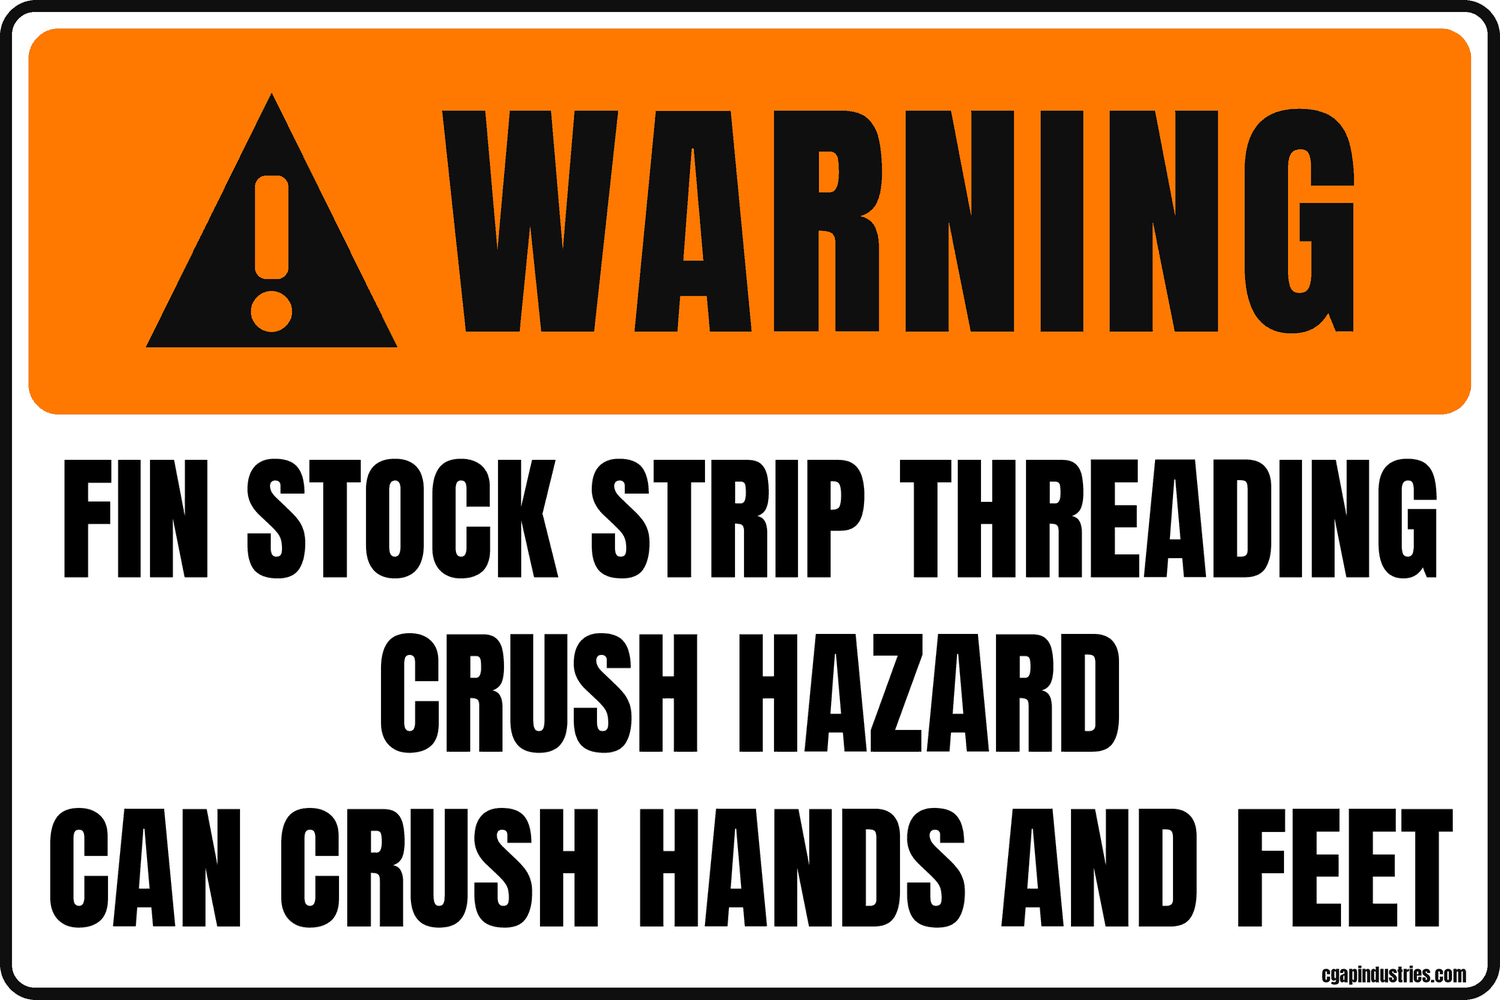 WARNING
FIN STOCK STRIP THREADING
CRUSH HAZARD
CAN CRUSH HANDS AND FEET
cgapindustries.com